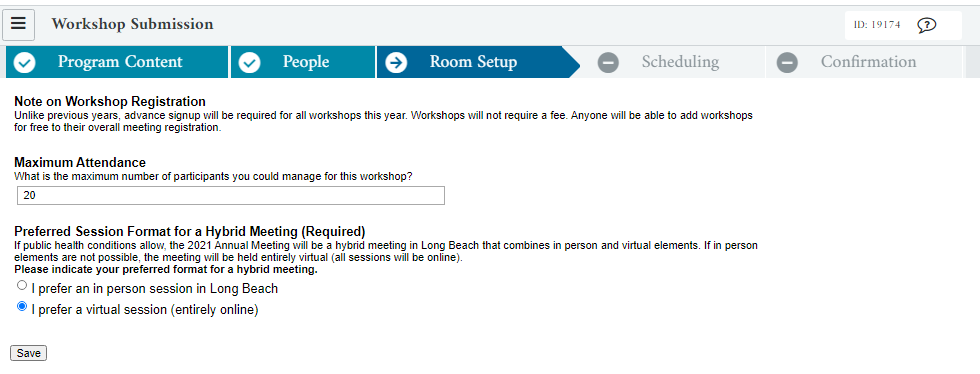 Workshop Submission
ID: 19174
Program Content
People
Room Setup
Scheduling
Confirmation
Note on Workshop Registration
Unlike previous years, advance signup will be required for all workshops this year. Workshops will not require a fee. Anyone will be able to add workshops
for free to their overall meeting registration.
Maximum Attendance
What is the maximum number of participants you could manage for this workshop?
20
Preferred Session Format for a Hybrid Meeting (Required)
If public health conditions allow, the 2021 Annual Meeting will be a hybrid meeting in Long Beach that combines in person and virtual elements. If in person
elements are not possible, the meeting will be held entirely virtual (all sessions will be online).
Please indicate your preferred format for a hybrid meeting.
I prefer an in person session in Long Beach
I prefer a virtual session (entirely online)
Save